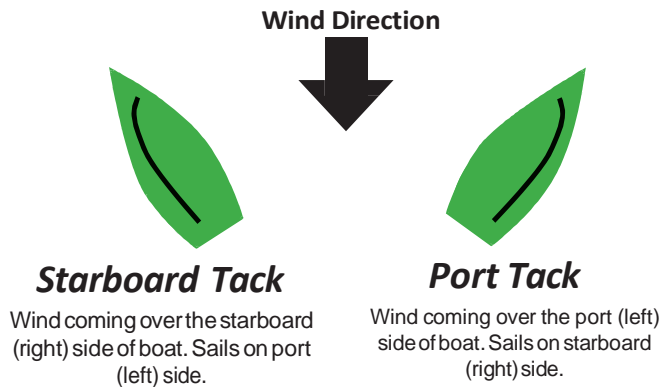 Wind Direction
Starboard Tack
Wind coming over the starboard
(right) side of boat. Sails on port
(left) side.
Port Tack
Wind coming over the port (left)
side of boat. Sails on starboard
(right) side.